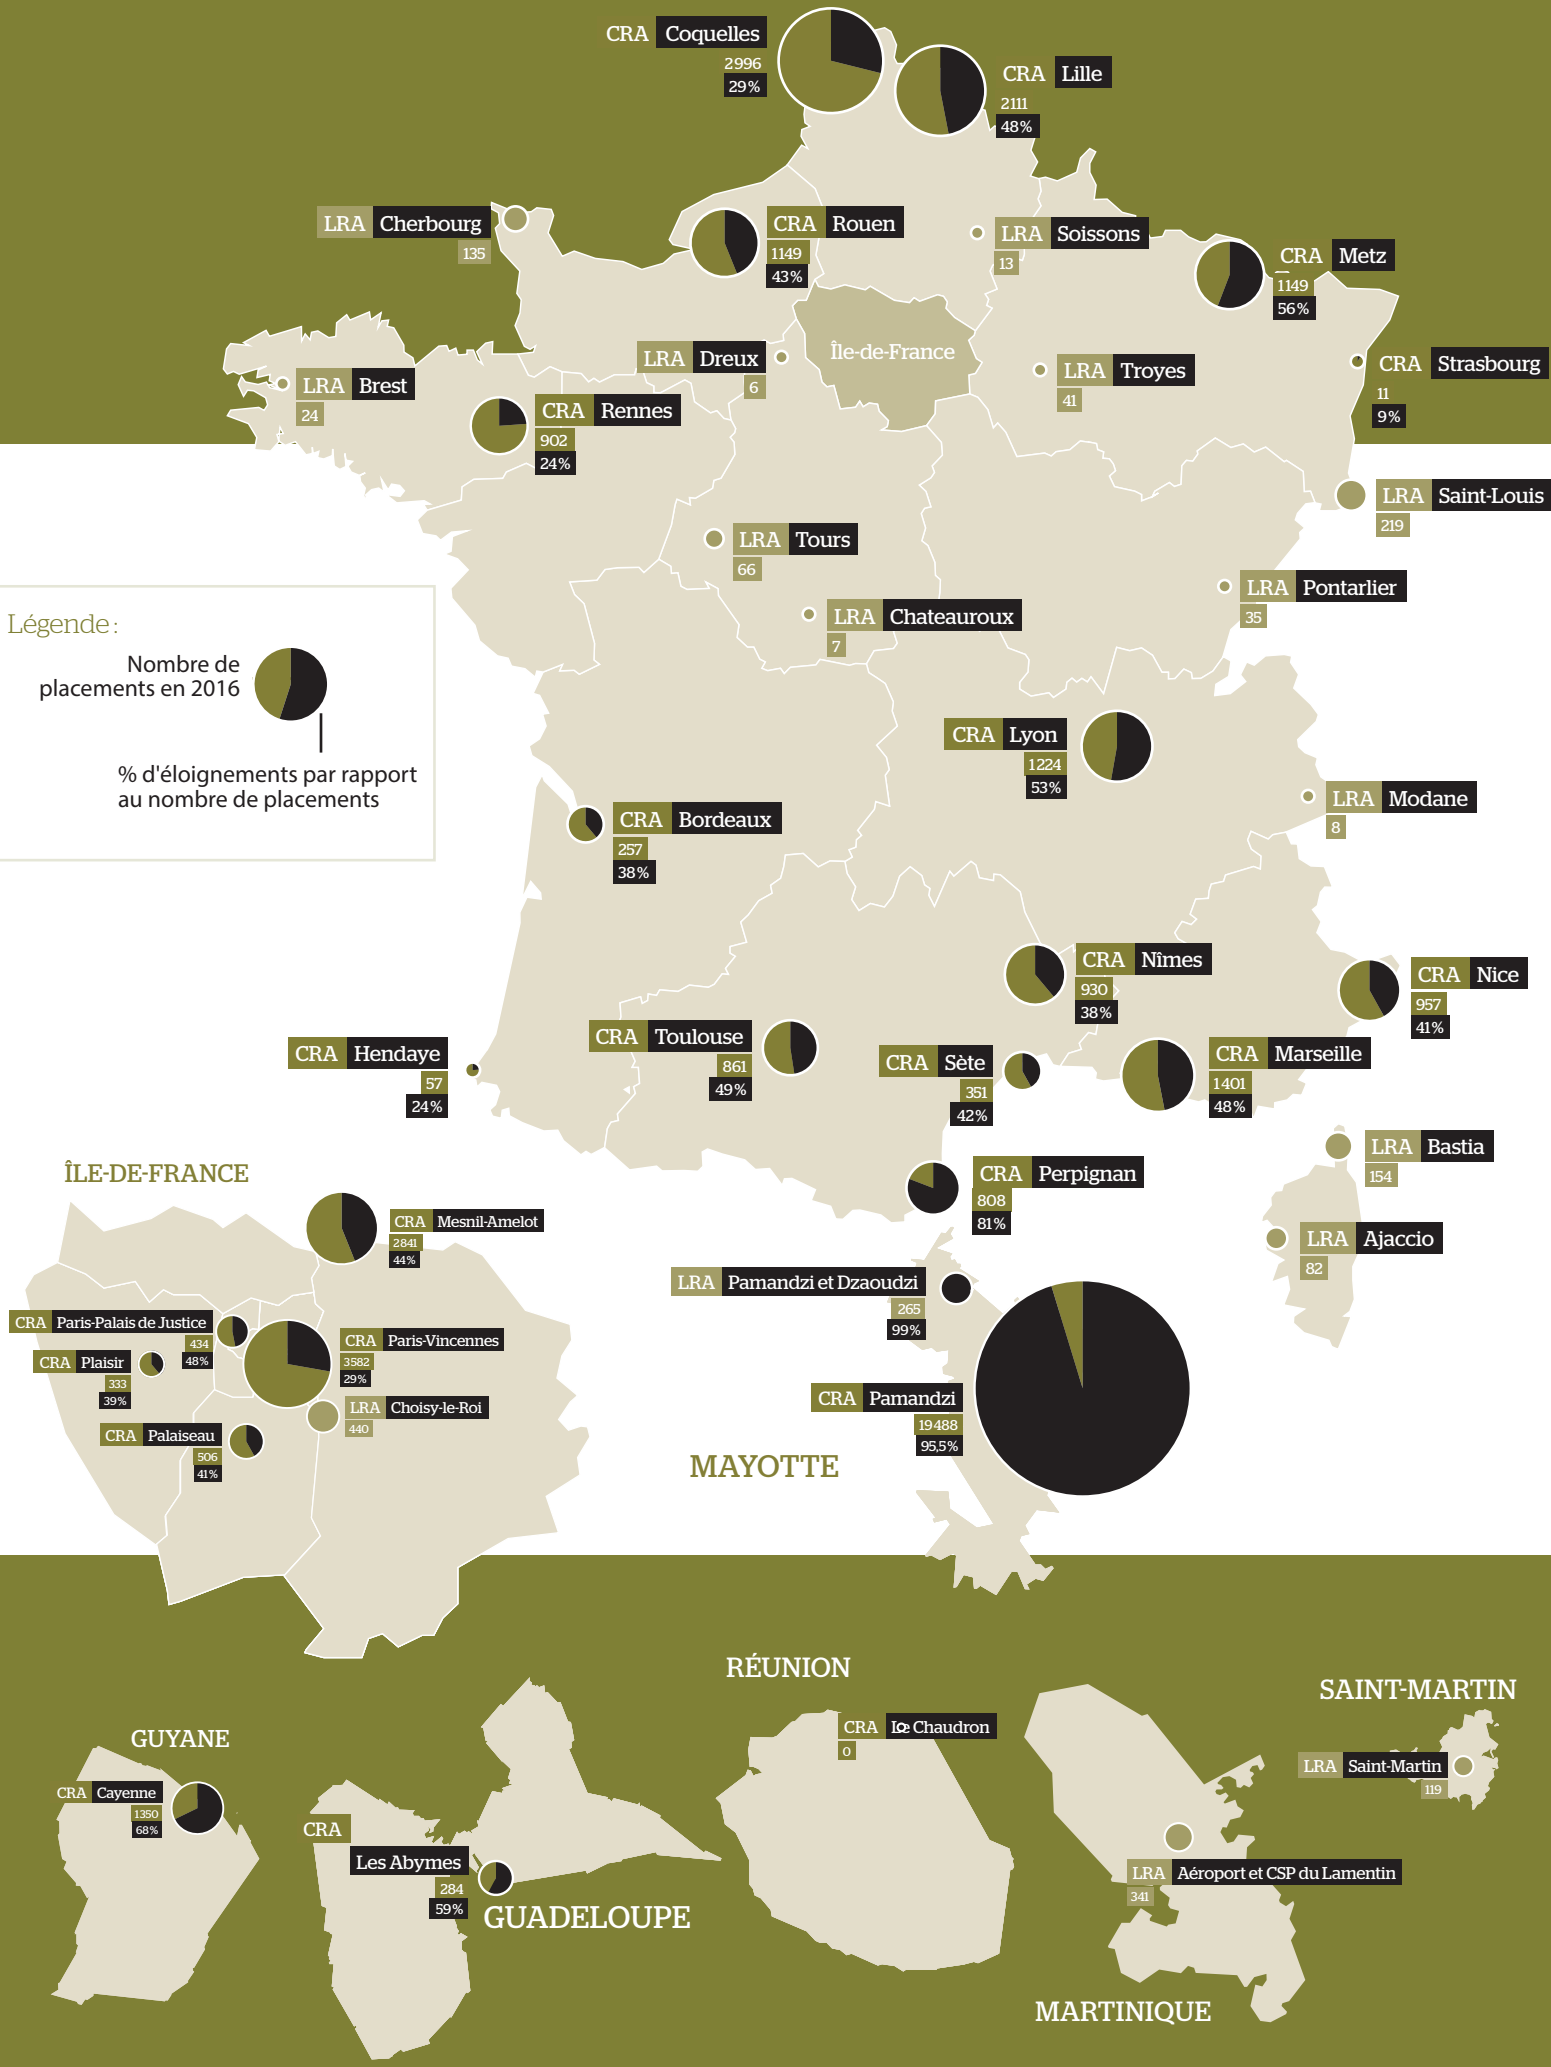 CRA Coquelles
2996
29%
CRA Lille
2111
48%
LRA Cherbourg
135
CRA Rouen
1149
43%
LRA Soissons
13
CRA Metz
1149
56%
LRA Dreux
6
Île-de-France
LRA Troyes
41
CRA Strasbourg
11
9%
LRA Brest
24
CRA Rennes
902
24%
LRA Saint-Louis
219
LRA Tours
66
LRA Pontarlier
35
LRA Chateauroux
7
Légende :
Nombre de
placements en 2016
% d'éloignements par rapport
au nombre de placements
CRA Lyon
1224
53%
LRA Modane
8
CRA Bordeaux
257
38%
CRA Nîmes
930
38%
CRA Nice
957
41%
CRA Hendaye
57
24%
CRA Toulouse
861
49%
CRA Sète
351
42%
CRA Marseille
1401
48%
LRA Bastia
154
CRA Perpignan
808
81%
LRA Ajaccio
82
ÎLE-DE-FRANCE
CRA Mesnil-Amelot
2841
44%
CRA Paris-Palais de Justice
434
48%
CRA Paris-Vincennes
3582
29%
CRA Plaisir
333
39%
LRA Choisy-le-Roi
440
CRA Palaiseau
506
41%
LRA Pamandzi et Dzaoudzi
265
99%
CRA Pamandzi
19488
95,5%
MAYOTTE
GUYANE
CRA Cayenne
1350
68%
CRA
Les Abymes
284
59%
GUADELOUPE
RÉUNION
CRA Le Chaudron
0
SAINT-MARTIN
LRA Saint-Martin
119
LRA Aéroport et CSP du Lamentin
341
MARTINIQUE